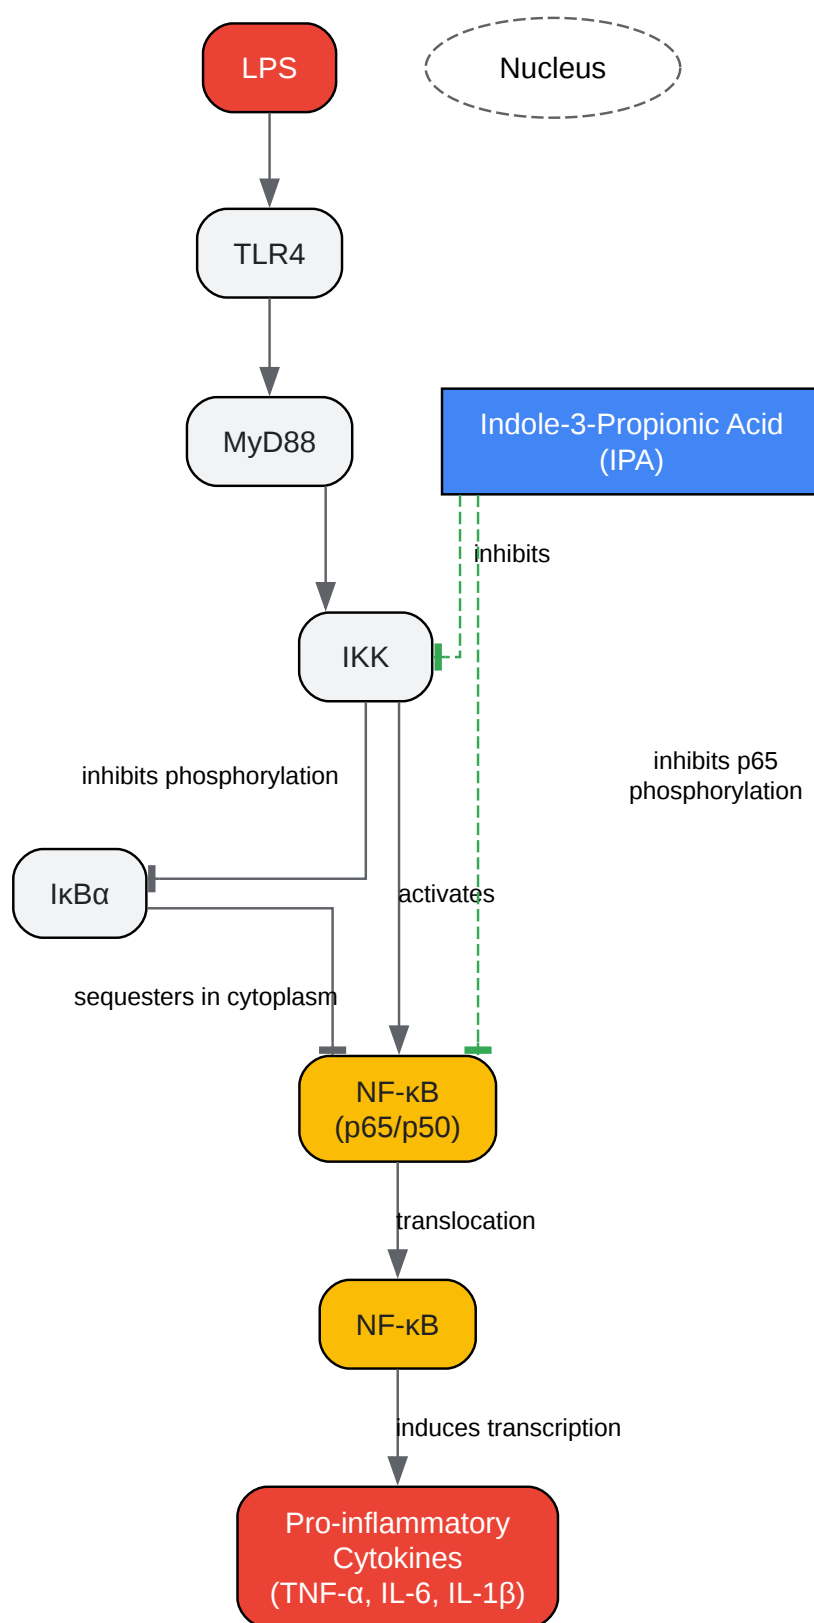 LPS
Nucleus
TLR4
MyD88
Indole-3-Propionic Acid
(IPA)
inhibits
IKK
inhibits phosphorylation
inhibits p65
phosphorylation
IκBα
activates
sequesters in cytoplasm
NF-κB
(p65/p50)
translocation
NF-κB
induces transcription
Pro-inflammatory
Cytokines
(TNF-α, IL-6, IL-1β)